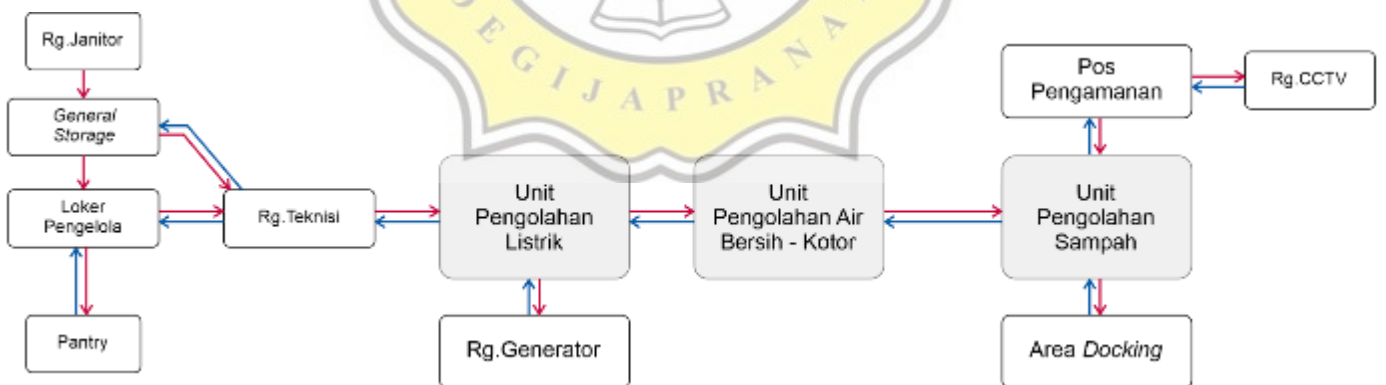 Rg.Janitor
General
Storage
Loker
Pengelola
Pantry
Rg.Teknisi
Unit
Pengolahan
Listrik
Rg.Generator
Unit
Pengolahan Air
Bersih - Kotor
Pos
Pengamanan
Rg.CCTV
Unit
Pengolahan
Sampah
Area Docking
EGIJAPRANA